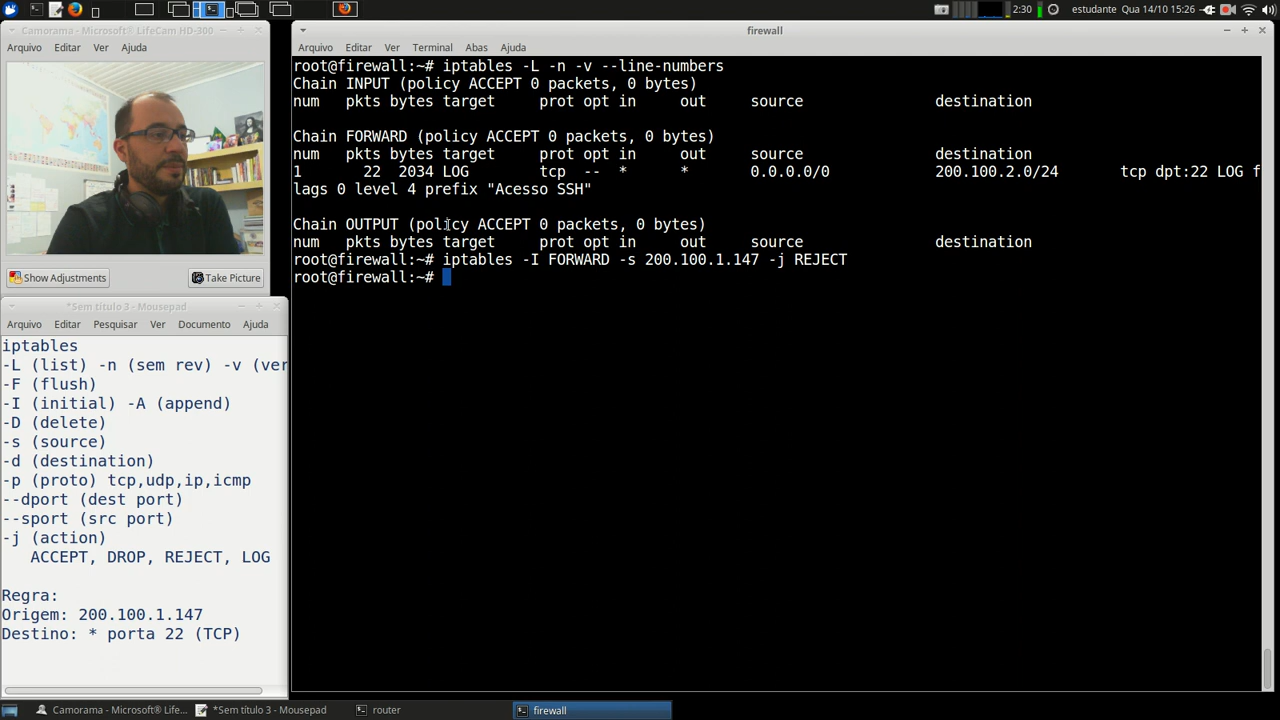 2:30 estudante Qua 14/10 15:26
Camorama - Microsoft® LifeCam HD-300
Arquivo Editar Ver Ajuda
Show Adjustments Take Picture
*Sem título 3 - Mousepad
Arquivo Editar Pesquisar Ver Documento Ajuda
iptables
-L (list) -n (sem rev) -v (ver
-F (flush)
-I (initial) -A (append)
-D (delete)
-s (source)
-d (destination)
-p (proto) tcp,udp,ip,icmp
--dport (dest port)
--sport (src port)
-j (action)
ACCEPT, DROP, REJECT, LOG
Regra:
Origem: 200.100.1.147
Destino: * porta 22 (TCP)
firewall
Arquivo Editar Ver Terminal Abas Ajuda
root@firewall:~# iptables -L -n -v --line-numbers
Chain INPUT (policy ACCEPT 0 packets, 0 bytes)
num pkts bytes target prot opt in out source destination
Chain FORWARD (policy ACCEPT 0 packets, 0 bytes)
num pkts bytes target prot opt in out source destination
1 22 2034 LOG tcp -- * * 0.0.0.0/0 200.100.2.0/24 tcp dpt:22 LOG f
lags 0 level 4 prefix "Acesso SSH"
Chain OUTPUT (policy ACCEPT 0 packets, 0 bytes)
num pkts bytes target prot opt in out source destination
root@firewall:~# iptables -I FORWARD -s 200.100.1.147 -j REJECT
root@firewall:~#
Camorama - Microsoft® LifeC... *Sem título 3 - Mousepad router firewall